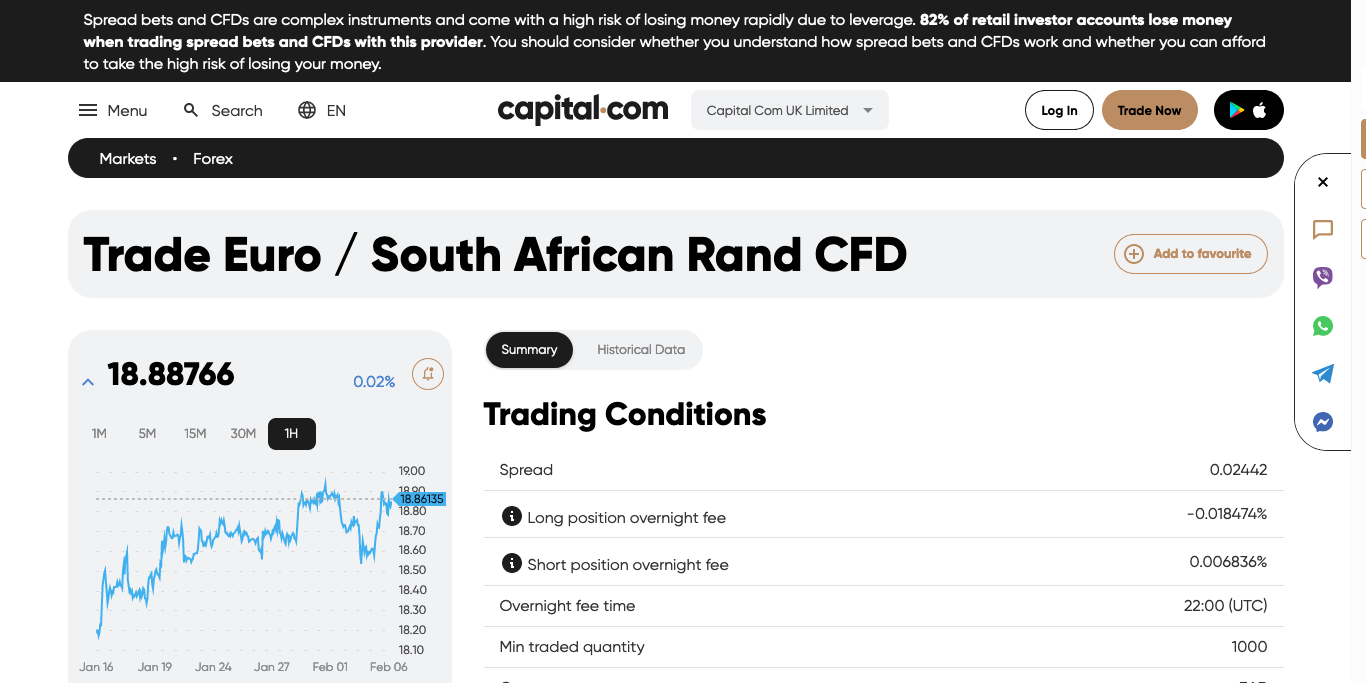 Spread bets and CFDs are complex instruments and come with a high risk of losing money rapidly due to leverage. 82% of retail investor accounts lose money
when trading spread bets and CFDs with this provider. You should consider whether you understand how spread bets and CFDs work and whether you can afford
to take the high risk of losing your money.
Menu
Search
EN
capital.com
Capital Com UK Limited
Log In
Trade Now
Markets • Forex
Trade Euro / South African Rand CFD
Add to favourite
18.88766
0.02%
1M 5M 15M 30M 1H
19.00
18.90
18.86135
18.80
18.70
18.60
18.50
18.40
18.30
18.20
18.10
Jan 16 Jan 19 Jan 24 Jan 27 Feb 01 Feb 06
Summary
Historical Data
Trading Conditions
Spread 0.02442
Long position overnight fee -0.018474%
Short position overnight fee 0.006836%
Overnight fee time 22:00 (UTC)
Min traded quantity 1000